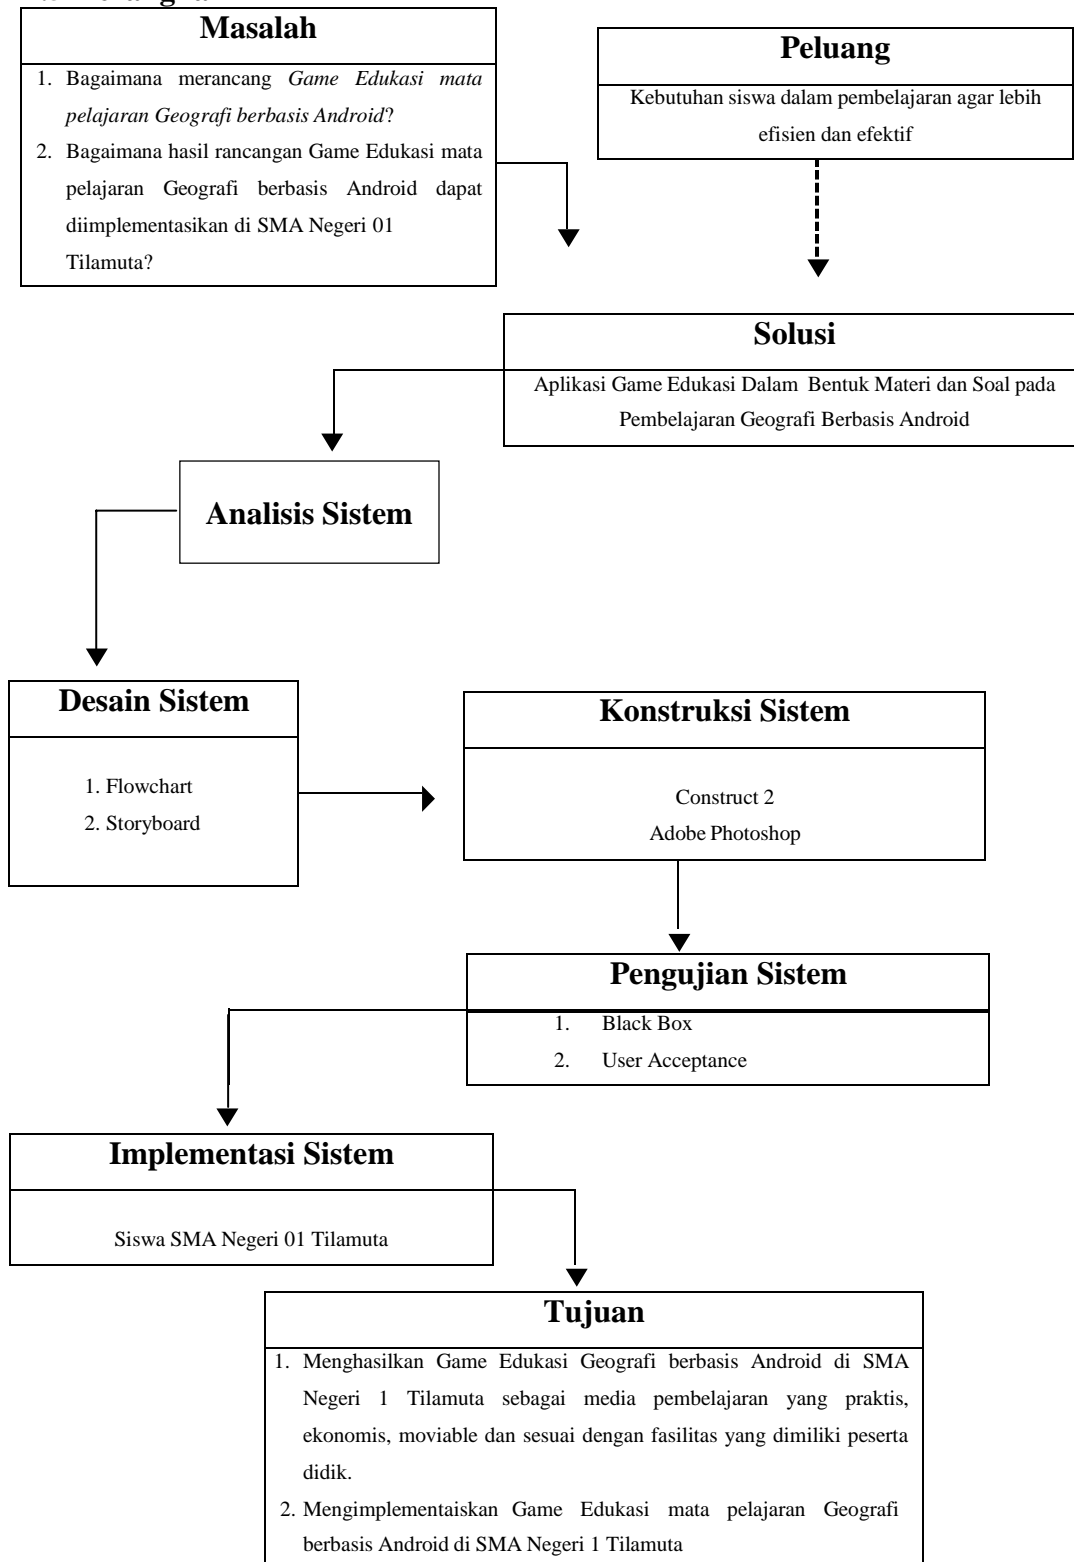 Masalah
1. Bagaimana merancang Game Edukasi mata
pelajaran Geografi berbasis Android?
2. Bagaimana hasil rancangan Game Edukasi mata
pelajaran Geografi berbasis Android dapat
diimplementasikan di SMA Negeri 01
Tilamuta?
Peluang
Kebutuhan siswa dalam pembelajaran agar lebih
efisien dan efektif
Solusi
Aplikasi Game Edukasi Dalam Bentuk Materi dan Soal pada
Pembelajaran Geografi Berbasis Android
Analisis Sistem
Desain Sistem
1. Flowchart
2. Storyboard
Konstruksi Sistem
Construct 2
Adobe Photoshop
Pengujian Sistem
1. Black Box
2. User Acceptance
Implementasi Sistem
Siswa SMA Negeri 01 Tilamuta
Tujuan
1. Menghasilkan Game Edukasi Geografi berbasis Android di SMA
Negeri 1 Tilamuta sebagai media pembelajaran yang praktis,
ekonomis, moviable dan sesuai dengan fasilitas yang dimiliki peserta
didik.
2. Mengimplementaiskan Game Edukasi mata pelajaran Geografi
berbasis Android di SMA Negeri 1 Tilamuta